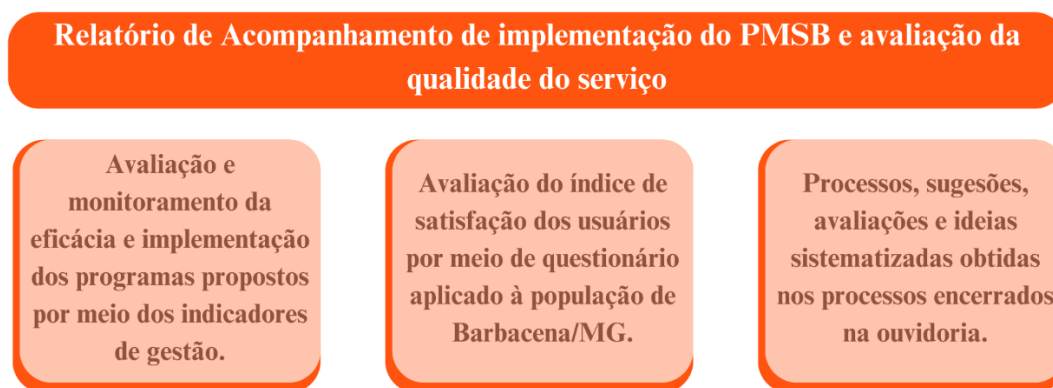 Relatório de Acompanhamento de implementação do PMSB e avaliação da
qualidade do serviço
Avaliação e
monitoramento da
eficácia e implementação
dos programas propostos
por meio dos indicadores
de gestão.
Avaliação do índice de
satisfação dos usuários
por meio de questionário
aplicado à população de
Barbacena/MG.
Processos, sugesões,
avaliações e ideias
sistematizadas obtidas
nos processos encerrados
na ouvidoria.